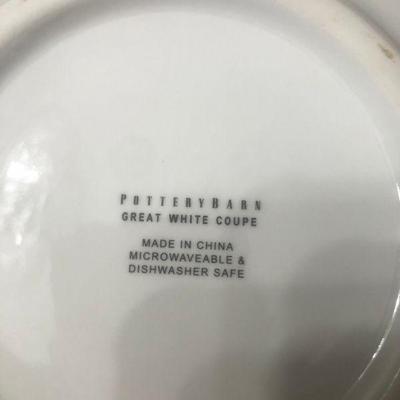 POTTERYBARN
GREAT WHITE COUPE
MADE IN CHINA
MICROWAVEABLE &
DISHWASHER SAFE